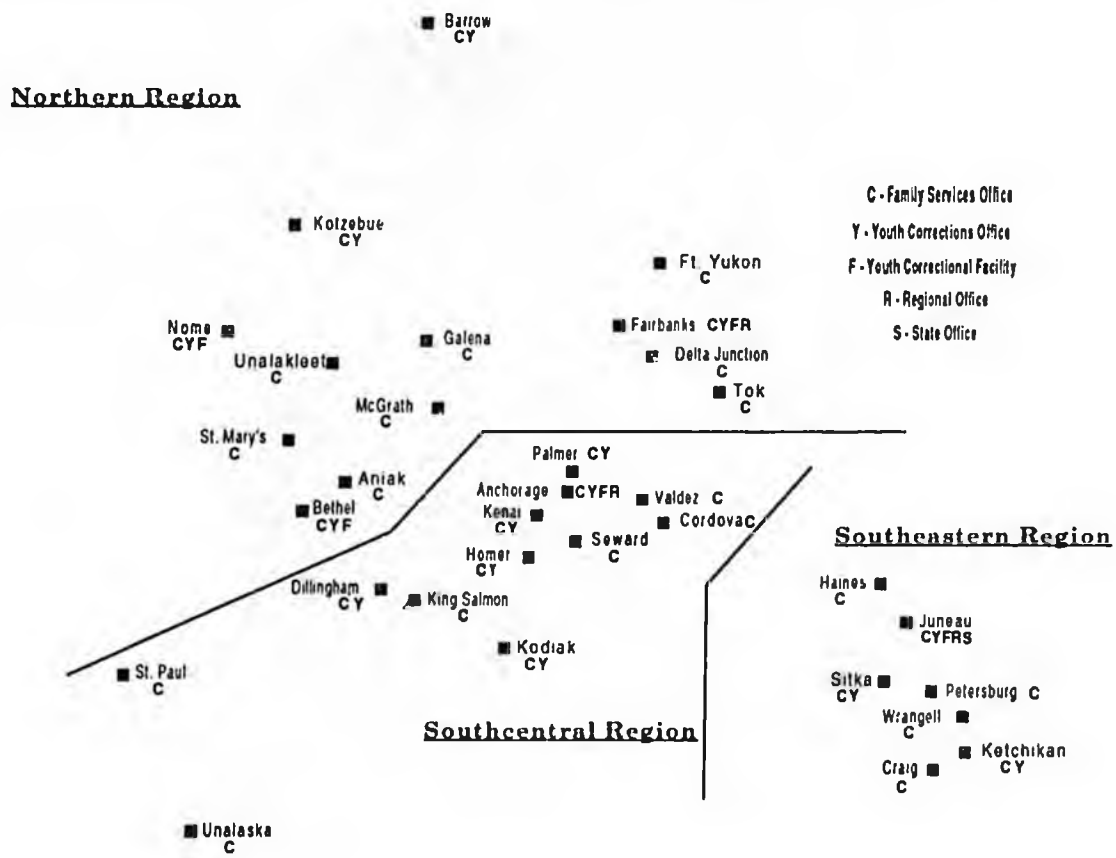 Barrow
CY
Northern Region
C - Family Services Office
Kotzebue
CY
Y - Youth Corrections Office
Ft. Yukon
C
F - Youth Correctional Facility
R - Regional Office
Nome
CYF
Fairbanks CYFR
S - State Office
Galena
C
Unalakleet
C
Delta Junction
C
Tok
C
McGrath
C
St. Mary's
C
Palmer CY
Aniak
C
Anchorage CYFR
Valdez C
Bethel
CYF
Kenai
CY
Cordova C
Seward
C
Southeastern Region
Homer
CY
Haines
C
Dillingham
CY
King Salmon
C
Juneau
CYFRS
Kodiak
CY
St. Paul
C
Sitka
CY
Petersburg C
Wrangell
C
Southcentral Region
Ketchikan
CY
Craig
C
Unalaska
C